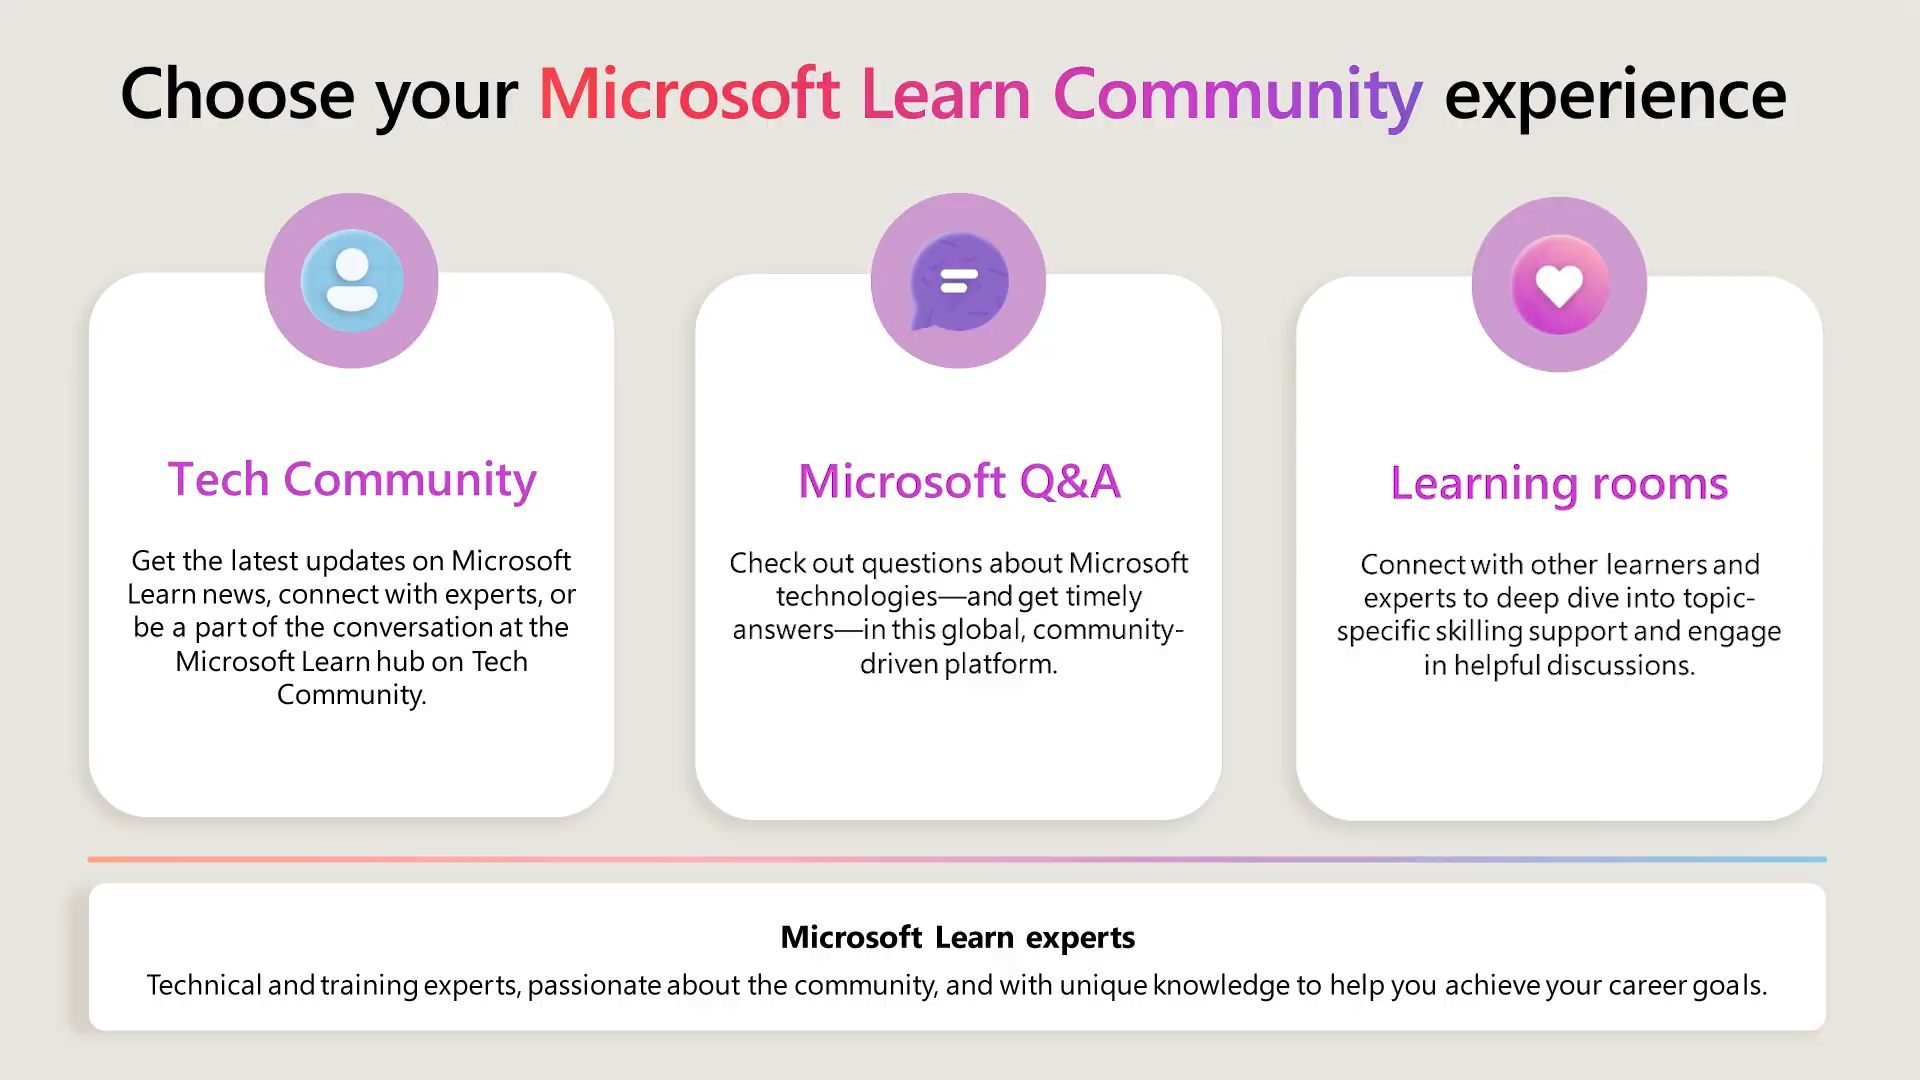 Choose your Microsoft Learn Community experience
Tech Community
Get the latest updates on Microsoft
Learn news, connect with experts, or
be a part of the conversation at the
Microsoft Learn hub on Tech
Community.
Microsoft Q&A
Check out questions about Microsoft
technologies—and get timely
answers—in this global, community-
driven platform.
Learning rooms
Connect with other learners and
experts to deep dive into topic-
specific skilling support and engage
in helpful discussions.
Microsoft Learn experts
Technical and training experts, passionate about the community, and with unique knowledge to help you achieve your career goals.